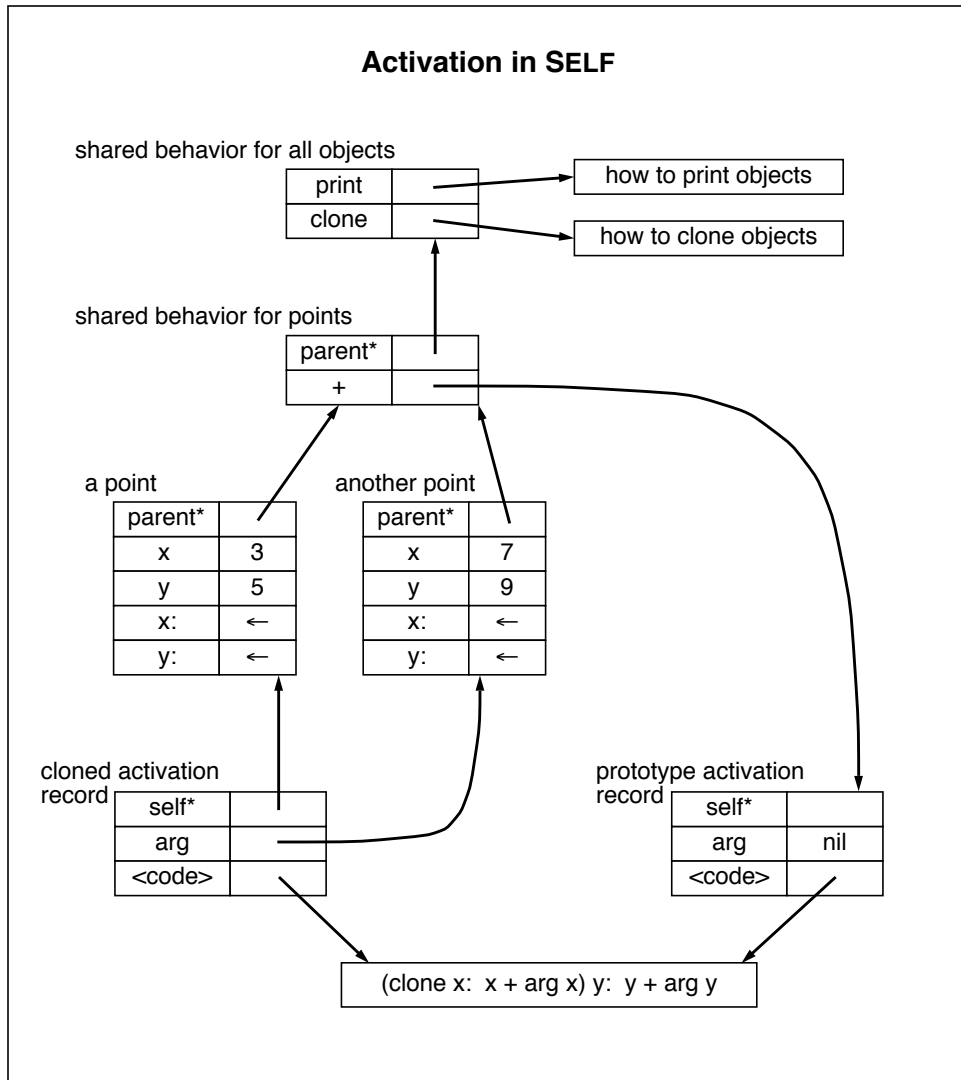 Activation in SELF
shared behavior for all objects
print
how to print objects
clone
how to clone objects
shared behavior for points
parent*
+
a point
parent*
x 3
y 5
x: ←
y: ←
another point
parent*
x 7
y 9
x: ←
y: ←
cloned activation
record
self*
arg
<code>
prototype activation
record
self*
arg nil
<code>
(clone x: x + arg x) y: y + arg y